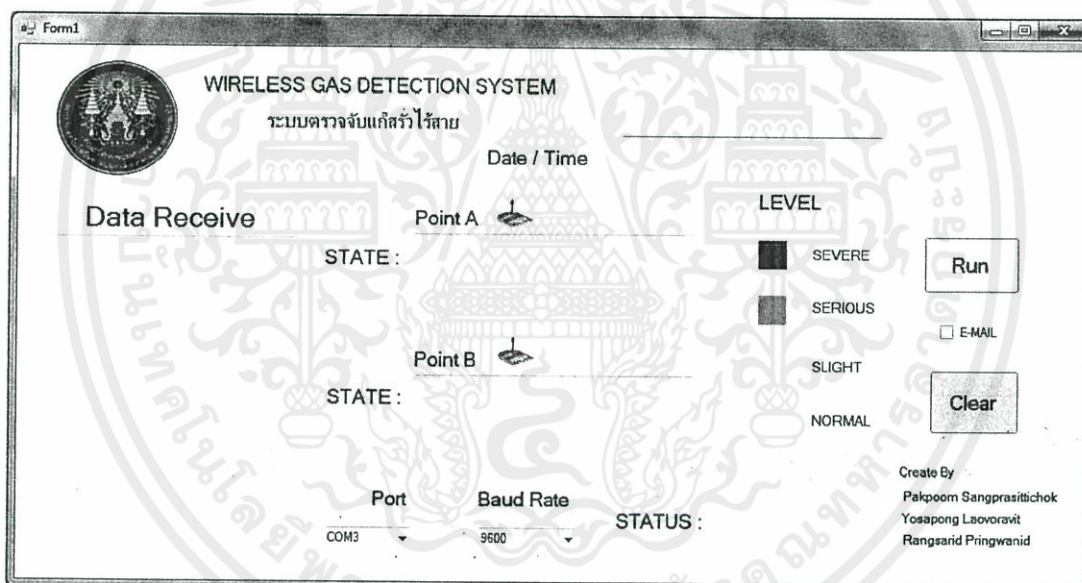 Form1
WIRELESS GAS DETECTION SYSTEM
ระบบตรวจจับแก๊สรั่วไร้สาย
Date / Time
Data Receive
Point A
STATE :
Point B
STATE :
LEVEL
SEVERE
SERIOUS
SLIGHT
NORMAL
Run
E-MAIL
Clear
Port
Baud Rate
COM3
9600
STATUS :
Create By
Pakpoom Sangprasittichok
Yosapong Laovoravit
Rangsarid Pringwanid